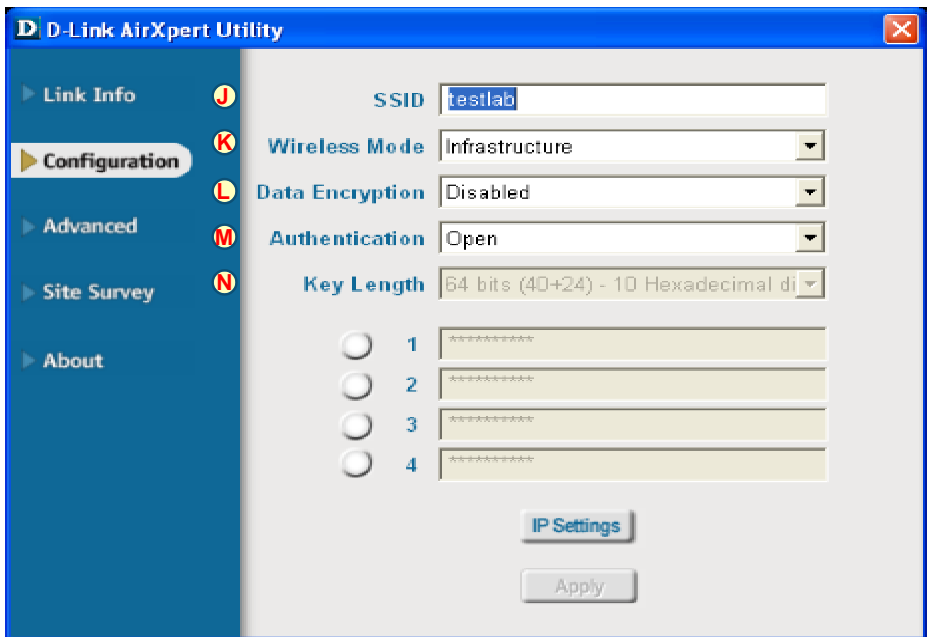 D D-Link AirXpert Utility
Link Info
Configuration
Advanced
Site Survey
About
J SSID testlab
K Wireless Mode Infrastructure
L Data Encryption Disabled
M Authentication Open
N Key Length 64 bits (40+24) - 10 Hexadecimal di
1 **********
2 **********
3 **********
4 **********
IP Settings
Apply